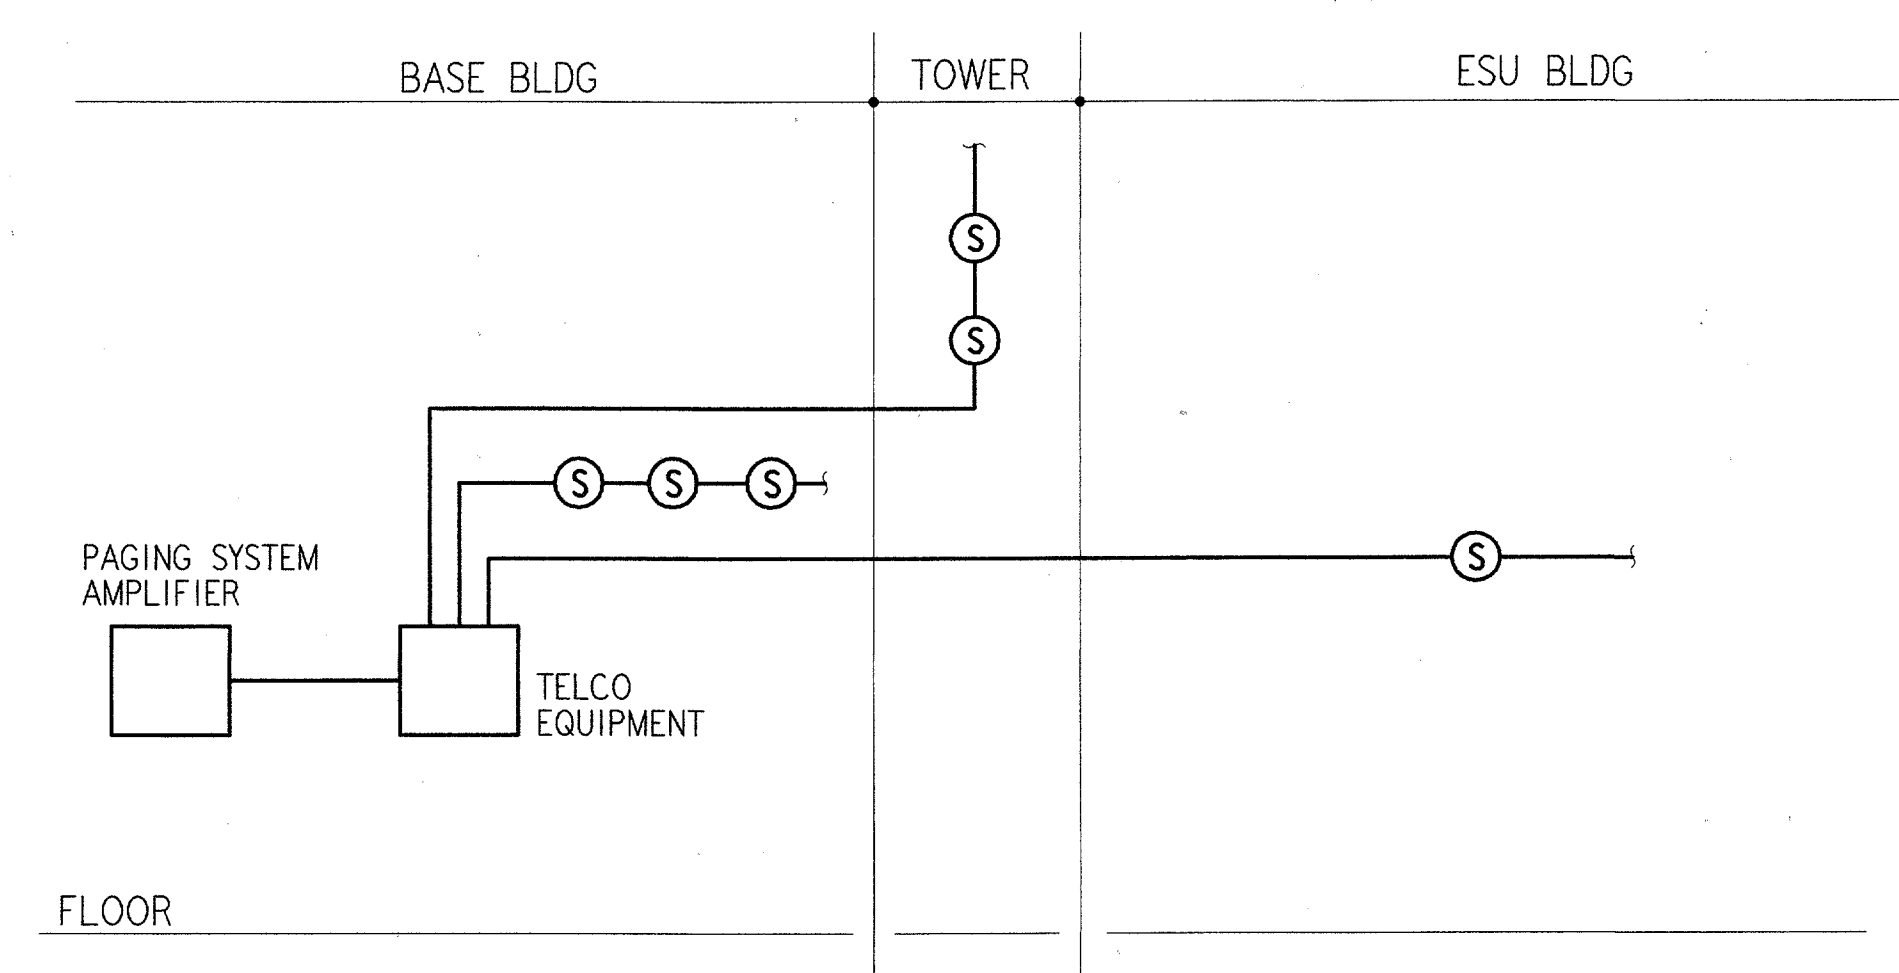 BASE BLDG
TOWER
ESU BLDG
S
S
S S S
S
PAGING SYSTEM
AMPLIFIER
TELCO
EQUIPMENT
FLOOR